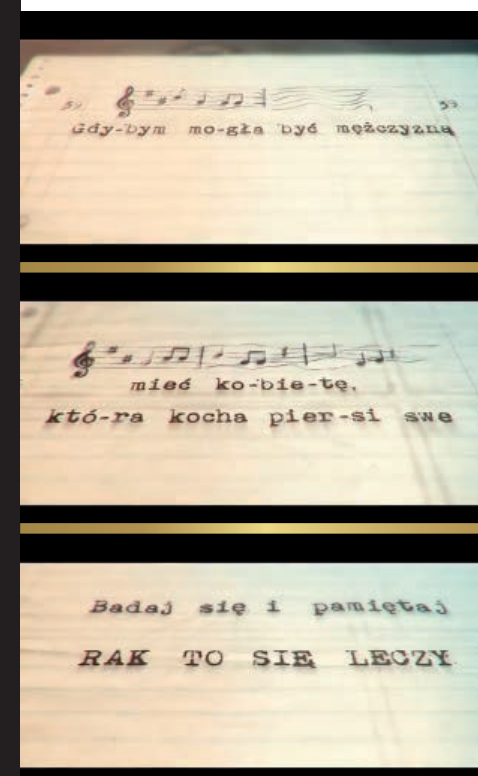 Gdy-bym mo-gła być mężczyzną
mieć ko-bie-tę,
któ-ra kocha pier-si swe
Badaj się i pamiętaj
RAK TO SIĘ LECZY